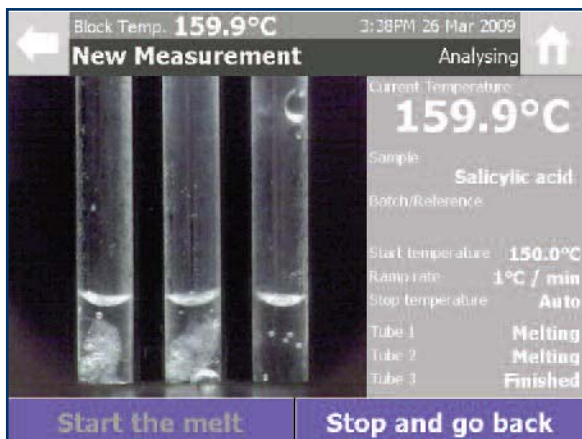 Block Temp. 159.9°C 3:38PM 26 Mar 2009
New Measurement Analysing
Current Temperature
159.9°C
Sample
Salicylic acid
Batch/Reference
Start temperature 150.0°C
Ramp rate 1°C / min
Stop temperature Auto
Tube 1 Melting
Tube 2 Melting
Tube 3 Finished
Start the melt Stop and go back